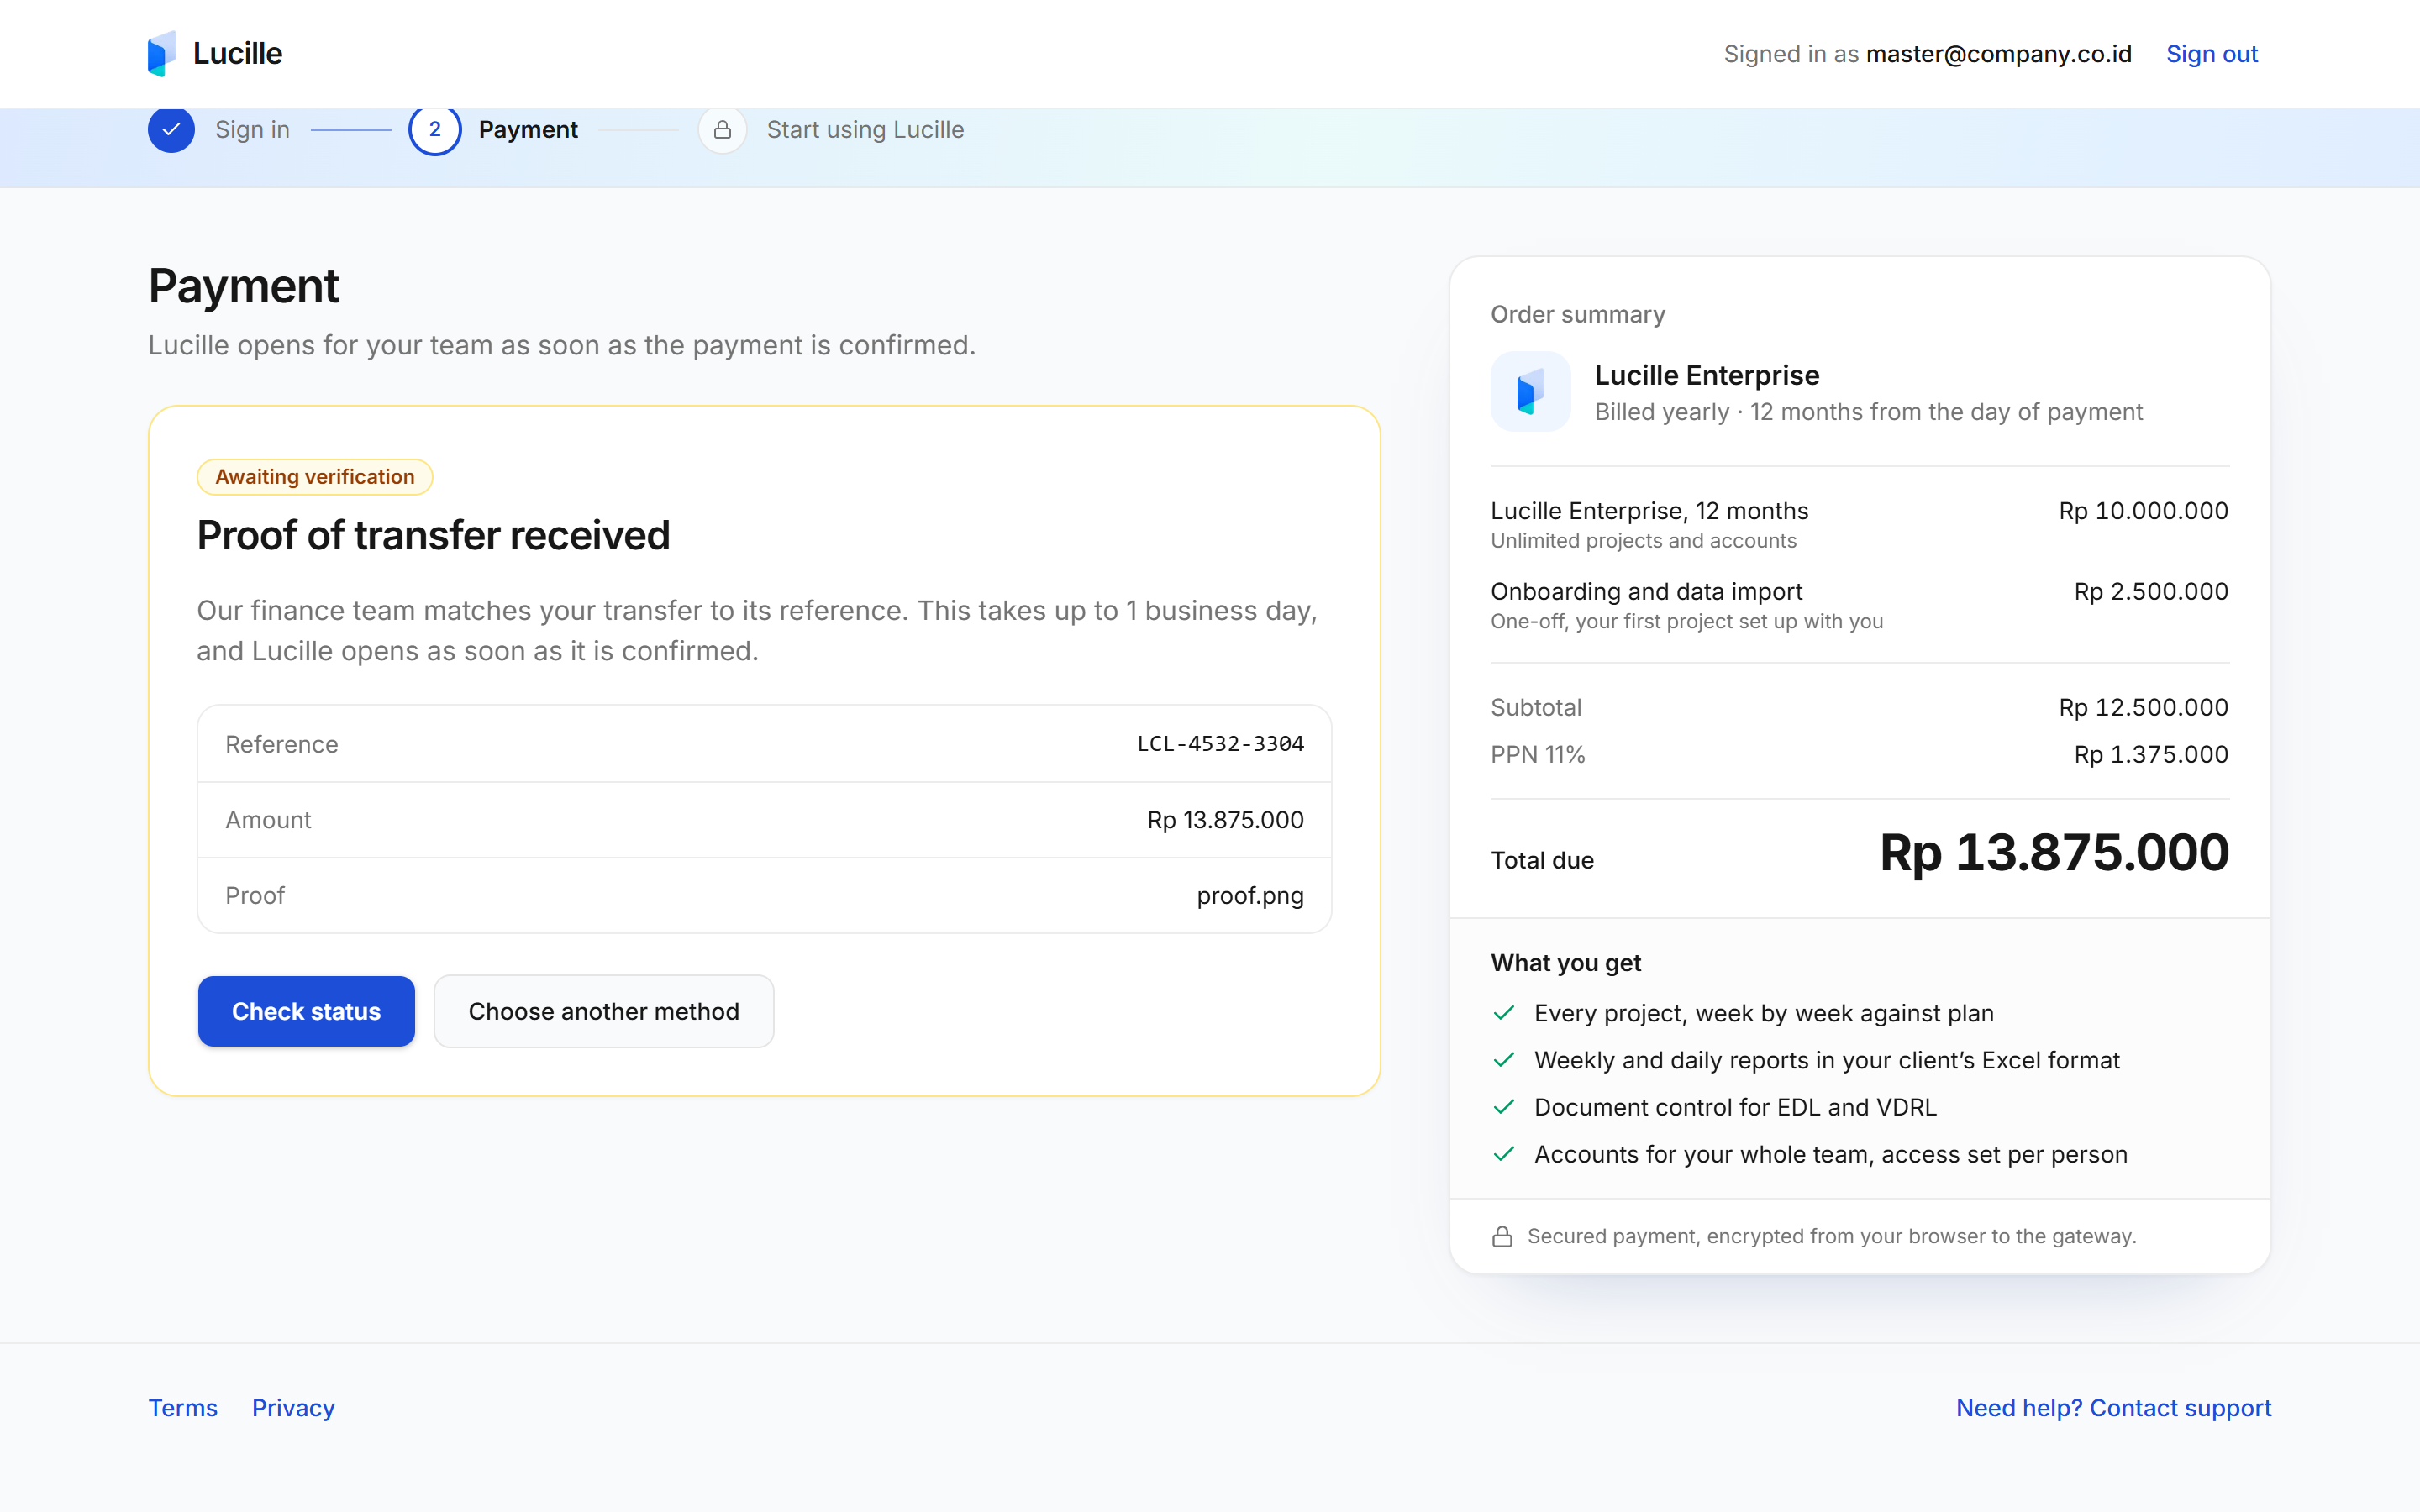 Lucille
Signed in as master@company.co.id
Sign out
Sign in
2
Payment
Start using Lucille
Payment
Lucille opens for your team as soon as the payment is confirmed.
Awaiting verification
Proof of transfer received
Our finance team matches your transfer to its reference. This takes up to 1 business day,
and Lucille opens as soon as it is confirmed.
Reference LCL-4532-3304
Amount Rp 13.875.000
Proof proof.png
Check status
Choose another method
Order summary
Lucille Enterprise
Billed yearly · 12 months from the day of payment
Lucille Enterprise, 12 months Rp 10.000.000
Unlimited projects and accounts
Onboarding and data import Rp 2.500.000
One-off, your first project set up with you
Subtotal Rp 12.500.000
PPN 11% Rp 1.375.000
Total due Rp 13.875.000
What you get
Every project, week by week against plan
Weekly and daily reports in your client’s Excel format
Document control for EDL and VDRL
Accounts for your whole team, access set per person
Secured payment, encrypted from your browser to the gateway.
Terms
Privacy
Need help? Contact support